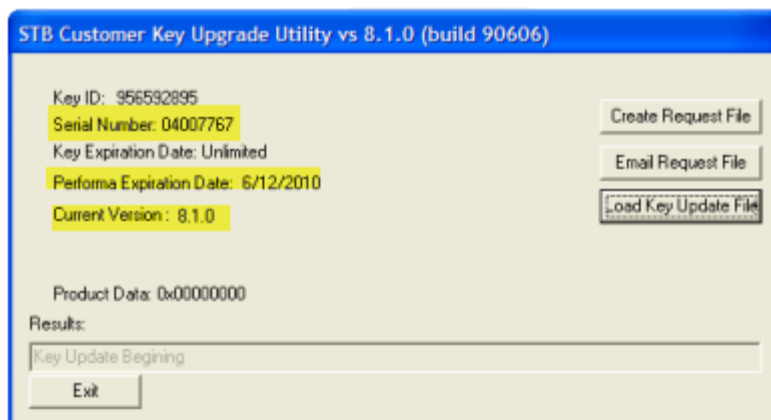 STB Customer Key Upgrade Utility vs 8.1.0 (build 90606)
Key ID: 956592895
Serial Number: 04007767
Key Expiration Date: Unlimited
Performa Expiration Date: 6/12/2010
Current Version : 8.1.0
Create Request File
Email Request File
Load Key Update File
Product Data: 0x00000000
Results:
Key Update Begining
Exit